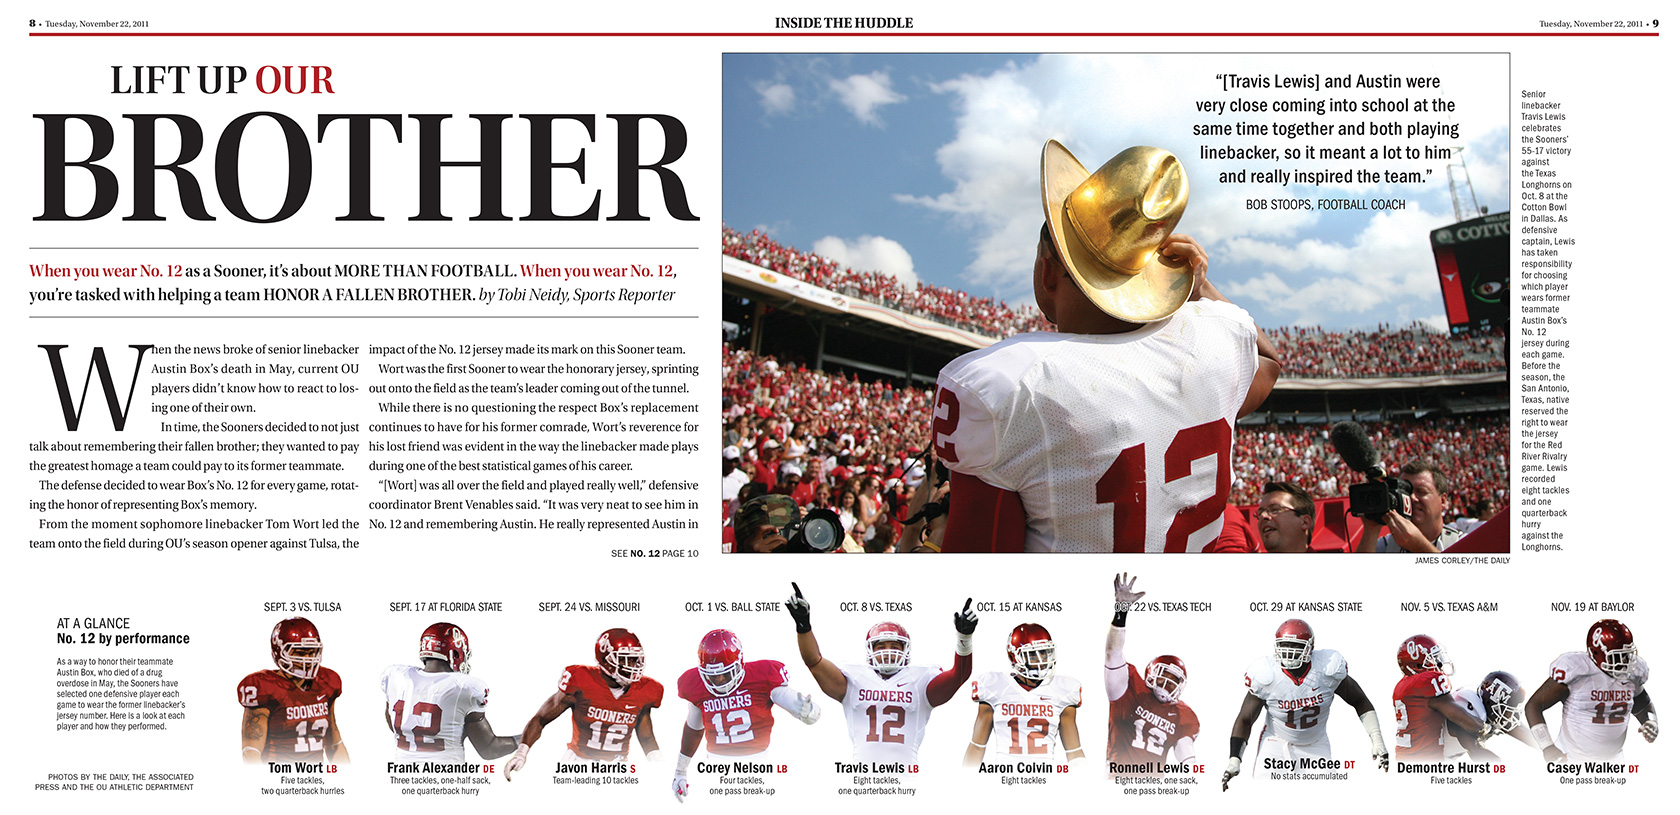 8 • Tuesday, November 22, 2011
INSIDE THE HUDDLE
Tuesday, November 22, 2011 • 9
LIFT UP OUR
BROTHER
When you wear No. 12 as a Sooner, it's about MORE THAN FOOTBALL. When you wear No. 12,
you're tasked with helping a team HONOR A FALLEN BROTHER. by Tobi Neidy, Sports Reporter
When the news broke of senior linebacker
Austin Box's death in May, current OU
players didn't know how to react to los-
ing one of their own.
In time, the Sooners decided to not just
talk about remembering their fallen brother; they wanted to pay
the greatest homage a team could pay to its former teammate.
The defense decided to wear Box's No. 12 for every game, rotat-
ing the honor of representing Box's memory.
From the moment sophomore linebacker Tom Wort led the
team onto the field during OU's season opener against Tulsa, the
impact of the No. 12 jersey made its mark on this Sooner team.
Wort was the first Sooner to wear the honorary jersey, sprinting
out onto the field as the team's leader coming out of the tunnel.
While there is no questioning the respect Box's replacement
continues to have for his former comrade, Wort's reverence for
his lost friend was evident in the way the linebacker made plays
during one of the best statistical games of his career.
"[Wort] was all over the field and played really well," defensive
coordinator Brent Venables said. "It was very neat to see him in
No. 12 and remembering Austin. He really represented Austin in
SEE NO. 12 PAGE 10
"[Travis Lewis] and Austin were
very close coming into school at the
same time together and both playing
linebacker, so it meant a lot to him
and really inspired the team."
BOB STOOPS, FOOTBALL COACH
COTTO
12
12
JAMES CORLEY/THE DAILY
Senior
linebacker
Travis Lewis
celebrates
the Sooners'
55-17 victory
against
the Texas
Longhorns on
Oct. 8 at the
Cotton Bowl
in Dallas. As
defensive
captain, Lewis
has taken
responsibility
for choosing
which player
wears former
teammate
Austin Box's
No. 12
jersey during
each game.
Before the
season, the
San Antonio,
Texas, native
reserved the
right to wear
the jersey
for the Red
River Rivalry
game. Lewis
recorded
eight tackles
and one
quarterback
hurry
against the
Longhorns.
AT A GLANCE
No. 12 by performance
As a way to honor their teammate
Austin Box, who died of a drug
overdose in May, the Sooners have
selected one defensive player each
game to wear the former linebacker's
jersey number. Here is a look at each
player and how they performed.
PHOTOS BY THE DAILY, THE ASSOCIATED
PRESS AND THE OU ATHLETIC DEPARTMENT
SEPT. 3 VS. TULSA
12
SOONERS
12
Tom Wort LB
Five tackles,
two quarterback hurries
SEPT. 17 AT FLORIDA STATE
12
Frank Alexander DE
Three tackles, one-half sack,
one quarterback hurry
SEPT. 24 VS. MISSOURI
SOONERS
12
Javon Harris S
Team-leading 10 tackles
OCT. 1 VS. BALL STATE
SOONERS
12
Corey Nelson LB
Four tackles,
one pass break-up
OCT. 8 VS. TEXAS
SOONERS
12
Travis Lewis LB
Eight tackles,
one quarterback hurry
OCT. 15 AT KANSAS
SOONERS
12
Aaron Colvin DB
Eight tackles
OCT. 22 VS. TEXAS TECH
SOONERS
12
Ronnell Lewis DE
Eight tackles, one sack,
one pass break-up
OCT. 29 AT KANSAS STATE
SOONERS
12
Stacy McGee DT
No stats accumulated
NOV. 5 VS. TEXAS A&M
12
Demontre Hurst DB
Five tackles
NOV. 19 AT BAYLOR
12
SOONERS
12
Casey Walker DT
One pass break-up